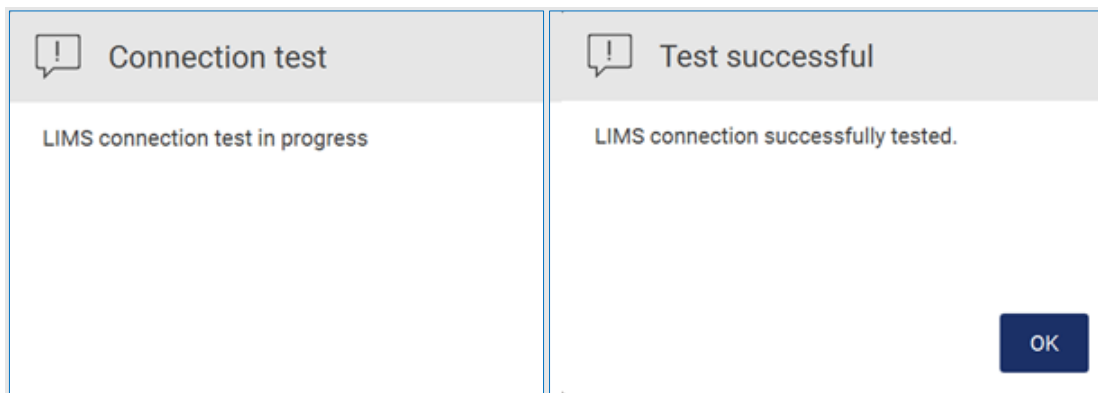 Connection test
LIMS connection test in progress
Test successful
LIMS connection successfully tested.
OK